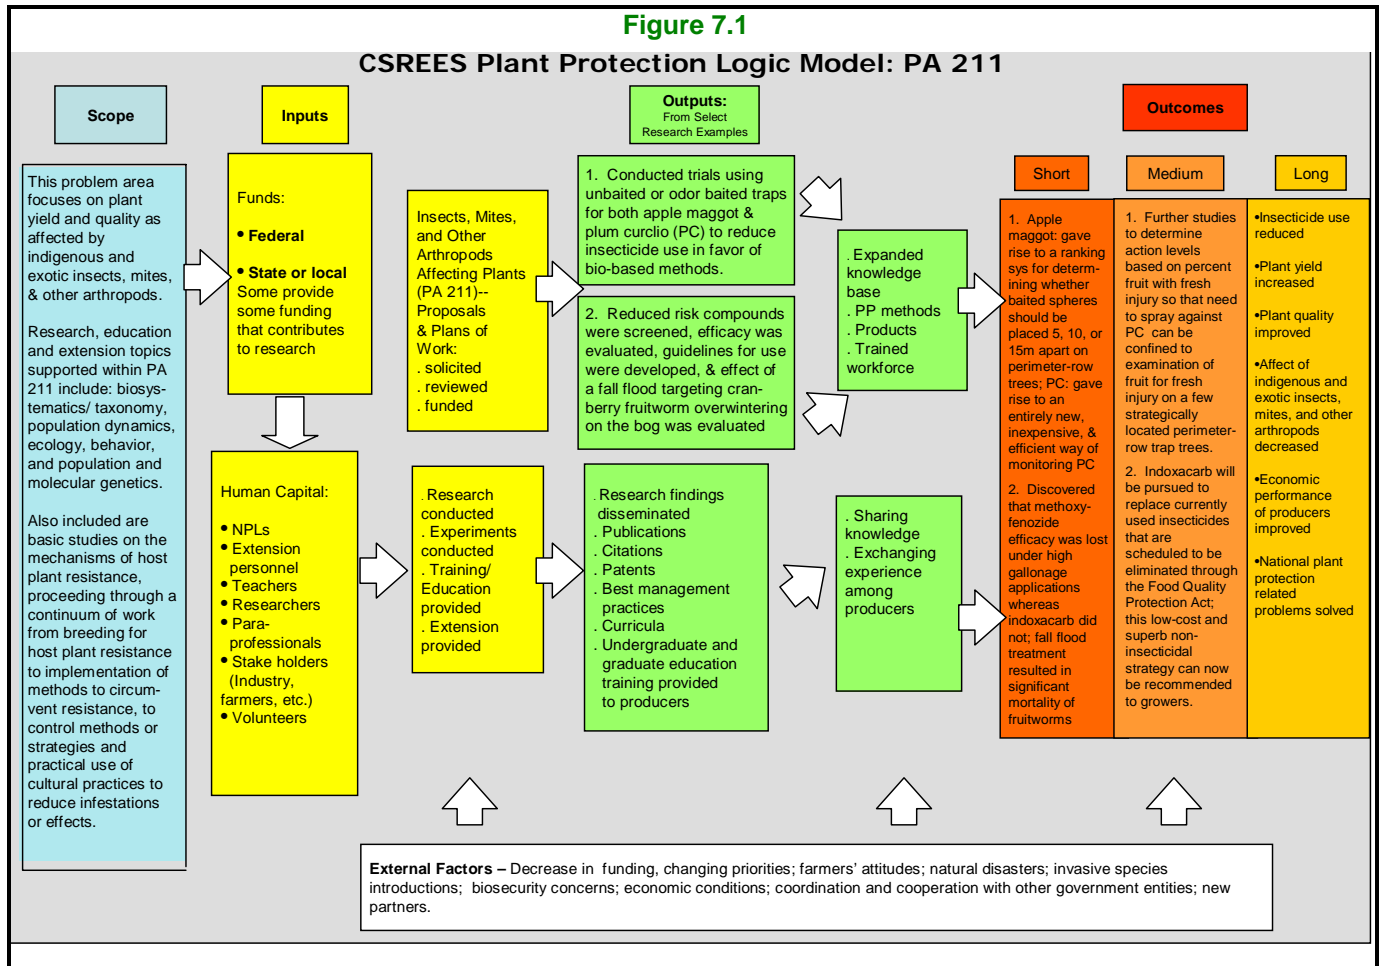 Figure 7.1
CSREES Plant Protection Logic Model: PA 211
Scope
This problem area
focuses on plant
yield and quality as
affected by
indigenous and
exotic insects, mites,
& other arthropods.
Research, education
and extension topics
supported within PA
211 include: biosys-
tematics/ taxonomy,
population dynamics,
ecology, behavior,
and population and
molecular genetics.
Also included are
basic studies on the
mechanisms of host
plant resistance,
proceeding through a
continuum of work
from breeding for
host plant resistance
to implementation of
methods to circum-
vent resistance, to
control methods or
strategies and
practical use of
cultural practices to
reduce infestations
or effects.
Inputs
Funds:
• Federal
• State or local
Some provide
some funding
that contributes
to research
Human Capital:
• NPLs
• Extension
personnel
• Teachers
• Researchers
• Para-
professionals
• Stake holders
(Industry,
farmers, etc.)
• Volunteers
Insects, Mites,
and Other
Arthropods
Affecting Plants
(PA 211)--
Proposals
& Plans of
Work:
. solicited
. reviewed
. funded
. Research
conducted
. Experiments
conducted
. Training/
Education
provided
. Extension
provided
Outputs:
From Select
Research Examples
1. Conducted trials using
unbaited or odor baited traps
for both apple maggot &
plum curclio (PC) to reduce
insecticide use in favor of
bio-based methods.
2. Reduced risk compounds
were screened, efficacy was
evaluated, guidelines for use
were developed, & effect of
a fall flood targeting cran-
berry fruitworm overwintering
on the bog was evaluated
. Research findings
disseminated
. Publications
. Citations
. Patents
. Best management
practices
. Curricula
. Undergraduate and
graduate education
training provided
to producers
. Expanded
knowledge
base
. PP methods
. Products
. Trained
workforce
. Sharing
knowledge
. Exchanging
experience
among
producers
Outcomes
Short
1. Apple
maggot: gave
rise to a ranking
sys for determ-
ining whether
baited spheres
should be
placed 5, 10, or
15m apart on
perimeter-row
trees; PC: gave
rise to an
entirely new,
inexpensive, &
efficient way of
monitoring PC
2. Discovered
that methoxy-
fenozide
efficacy was lost
under high
gallonage
applications
whereas
indoxacarb did
not; fall flood
treatment
resulted in
significant
mortality of
fruitworms
Medium
1. Further studies
to determine
action levels
based on percent
fruit with fresh
injury so that need
to spray against
PC can be
confined to
examination of
fruit for fresh
injury on a few
strategically
located perimeter-
row trap trees.
2. Indoxacarb will
be pursued to
replace currently
used insecticides
that are
scheduled to be
eliminated through
the Food Quality
Protection Act;
this low-cost and
superb non-
insecticidal
strategy can now
be recommended
to growers.
Long
•Insecticide use
reduced
•Plant yield
increased
•Plant quality
improved
•Affect of
indigenous and
exotic insects,
mites, and other
arthropods
decreased
•Economic
performance
of producers
improved
•National plant
protection
related
problems solved
External Factors – Decrease in funding, changing priorities; farmers' attitudes; natural disasters; invasive species
introductions; biosecurity concerns; economic conditions; coordination and cooperation with other government entities; new
partners.